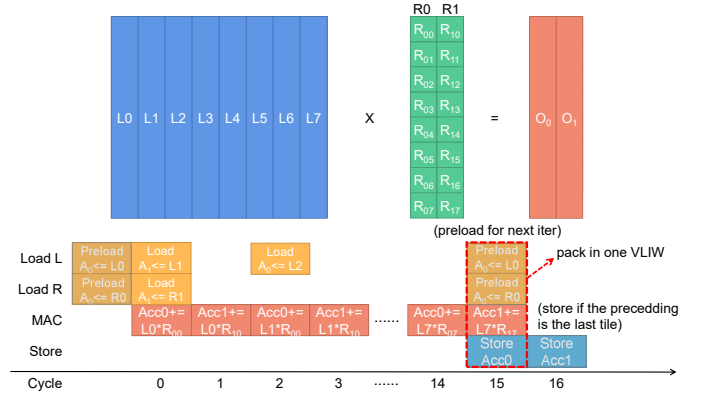 R0 R1
L0 L1 L2 L3 L4 L5 L6 L7
X
R₀₀ R₁₀
R₀₁ R₁₁
R₀₂ R₁₂
R₀₃ R₁₃
R₀₄ R₁₄
R₀₅ R₁₅
R₀₆ R₁₆
R₀₇ R₁₇
=
O₀ O₁
(preload for next iter)
Load L
Preload
A₀<= L0
Load
A₁<= L1
Load
A₀<= L2
Preload
A₀<= L0
pack in one VLIW
Load R
Preload
A₀<= R0
Load
A₁<= R1
Preload
A₀<= R0
MAC
Acc0+=
L0*R₀₀
Acc1+=
L0*R₁₀
Acc0+=
L1*R₀₀
Acc1+=
L1*R₁₀
......
Acc0+=
L7*R₀₇
Acc1+=
L7*R₁₇
(store if the precedding
is the last tile)
Store
Store
Acc0
Store
Acc1
Cycle 0 1 2 3 ...... 14 15 16